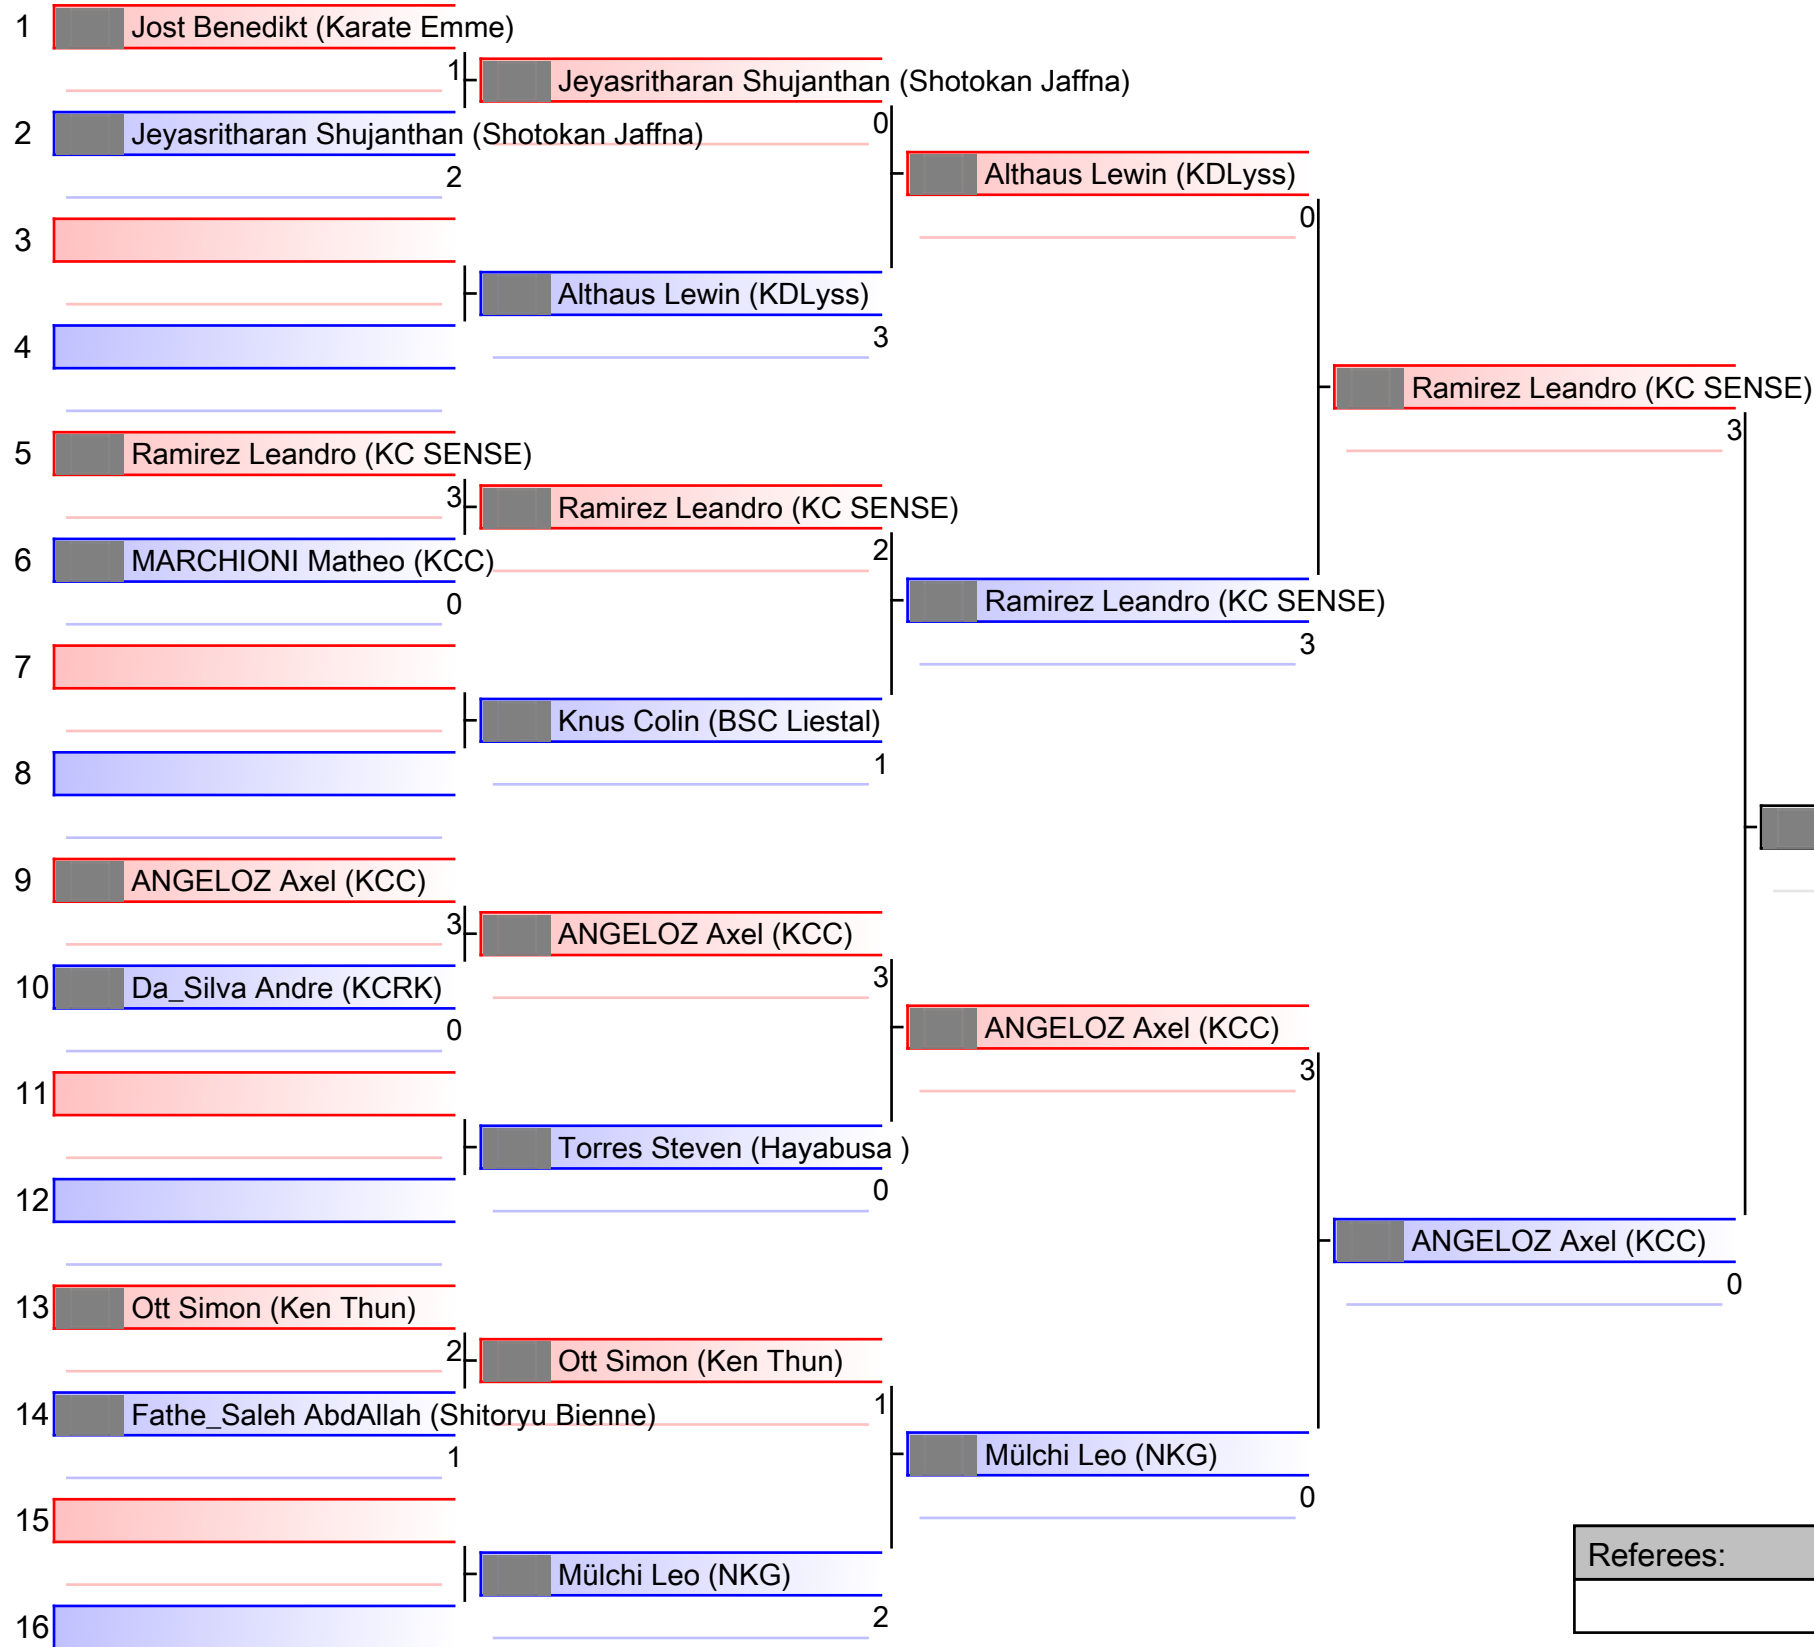 1 Jost Benedikt (Karate Emme)
1
Jeyasritharan Shujanthan (Shotokan Jaffna)
0
2 Jeyasritharan Shujanthan (Shotokan Jaffna)
2
Althaus Lewin (KDLyss)
0
3
Althaus Lewin (KDLyss)
3
4
Ramirez Leandro (KC SENSE)
3
5 Ramirez Leandro (KC SENSE)
3
Ramirez Leandro (KC SENSE)
2
6 MARCHIONI Matheo (KCC)
0
Ramirez Leandro (KC SENSE)
3
7
Knus Colin (BSC Liestal)
1
8
9 ANGELOZ Axel (KCC)
3
ANGELOZ Axel (KCC)
3
10 Da_Silva Andre (KCRK)
0
ANGELOZ Axel (KCC)
3
11
Torres Steven (Hayabusa )
0
12
ANGELOZ Axel (KCC)
0
13 Ott Simon (Ken Thun)
2
Ott Simon (Ken Thun)
1
14 Fathe_Saleh AbdAllah (Shitoryu Bienne)
1
Mülchi Leo (NKG)
0
15
Mülchi Leo (NKG)
2
16
Referees: